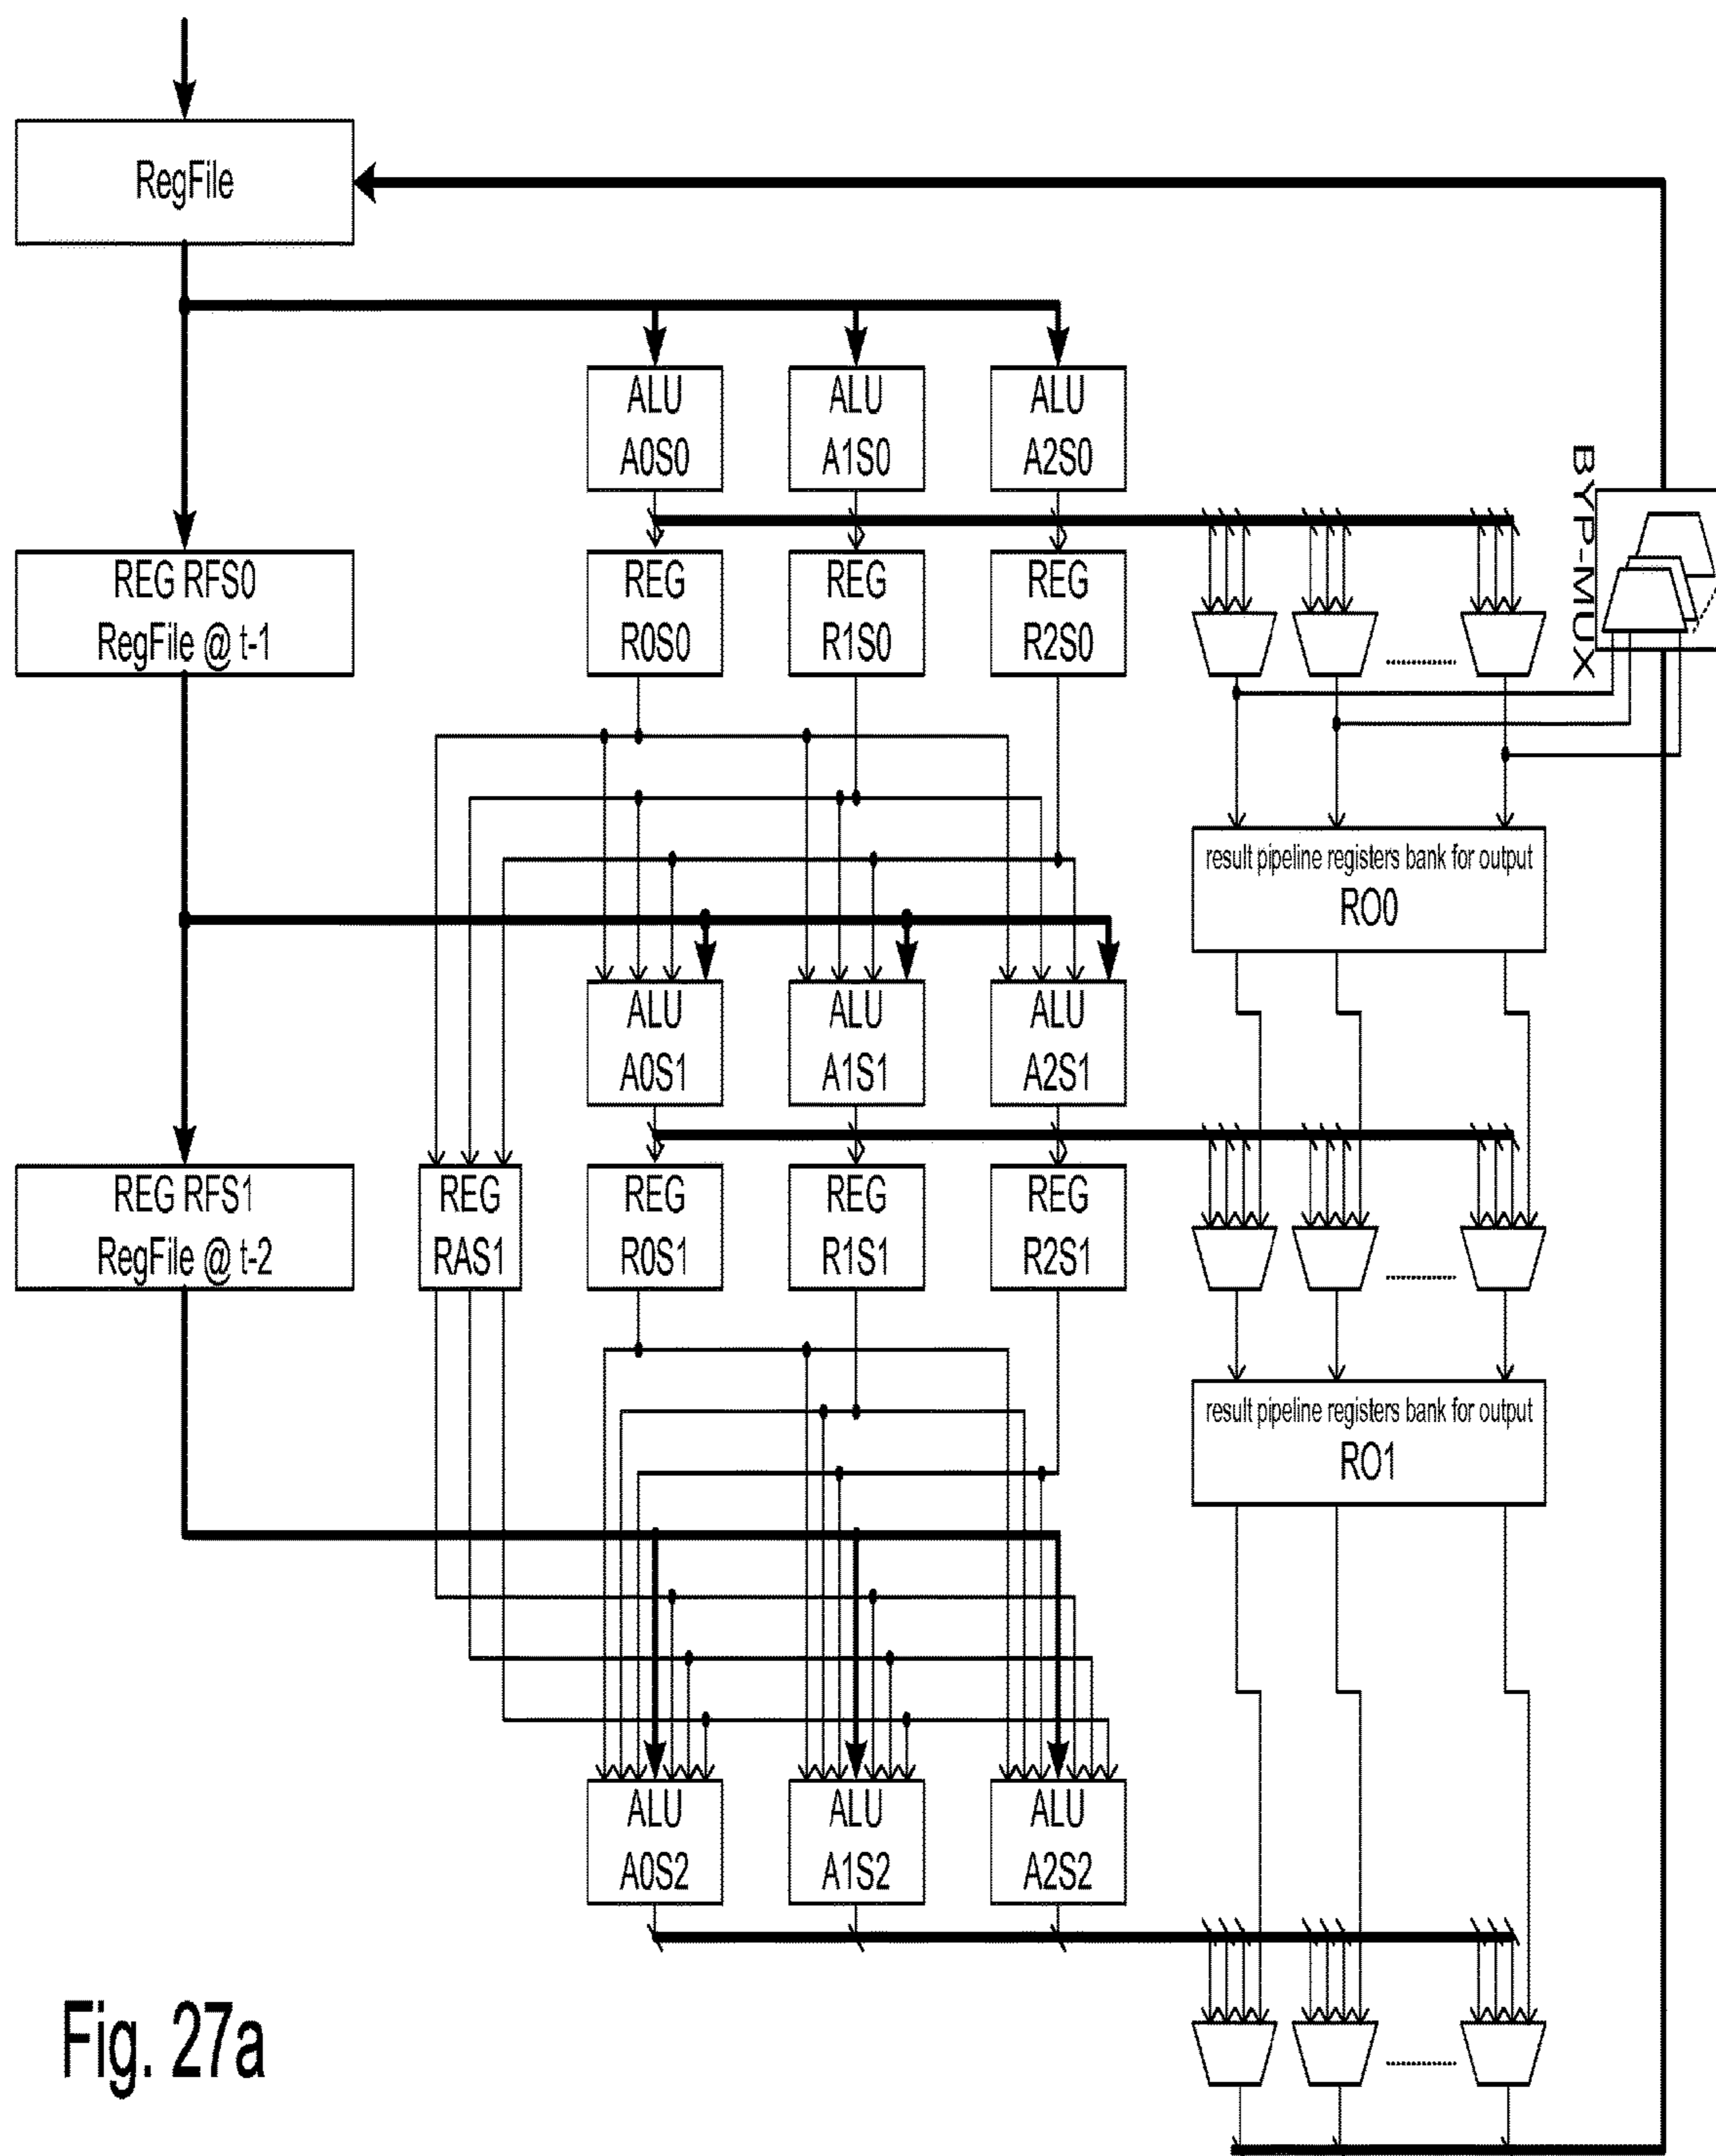 RegFile
ALU
A0S0
ALU
A1S0
ALU
A2S0
BYP-MUX
REG RFS0
RegFile @ t-1
REG
R0S0
REG
R1S0
REG
R2S0
result pipeline registers bank for output
RO0
ALU
A0S1
ALU
A1S1
ALU
A2S1
REG RFS1
RegFile @ t-2
REG
RAS1
REG
R0S1
REG
R1S1
REG
R2S1
result pipeline registers bank for output
RO1
ALU
A0S2
ALU
A1S2
ALU
A2S2
Fig. 27a